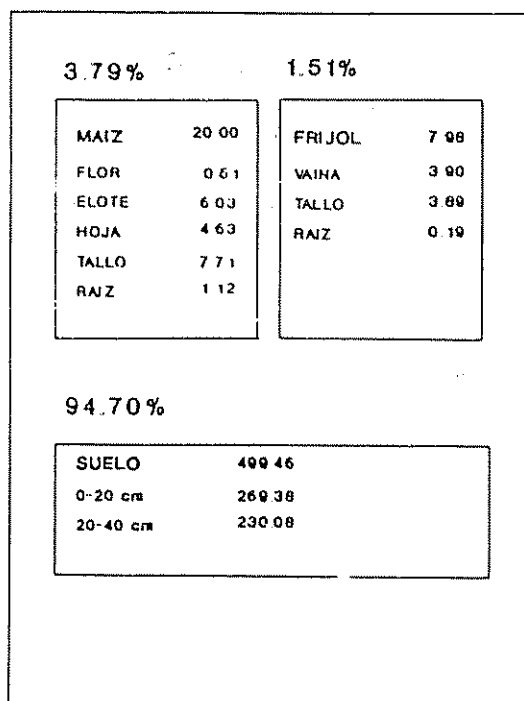 3.79%
MAIZ 20 00
FLOR 0 51
ELOTE 6 03
HOJA 4 63
TALLO 7 71
RAIZ 1 12
1.51%
FRIJOL 7 98
VAINA 3 90
TALLO 3.89
RAIZ 0.19
94.70%
SUELO 499 46
0-20 cm 269.38
20-40 cm 230.08